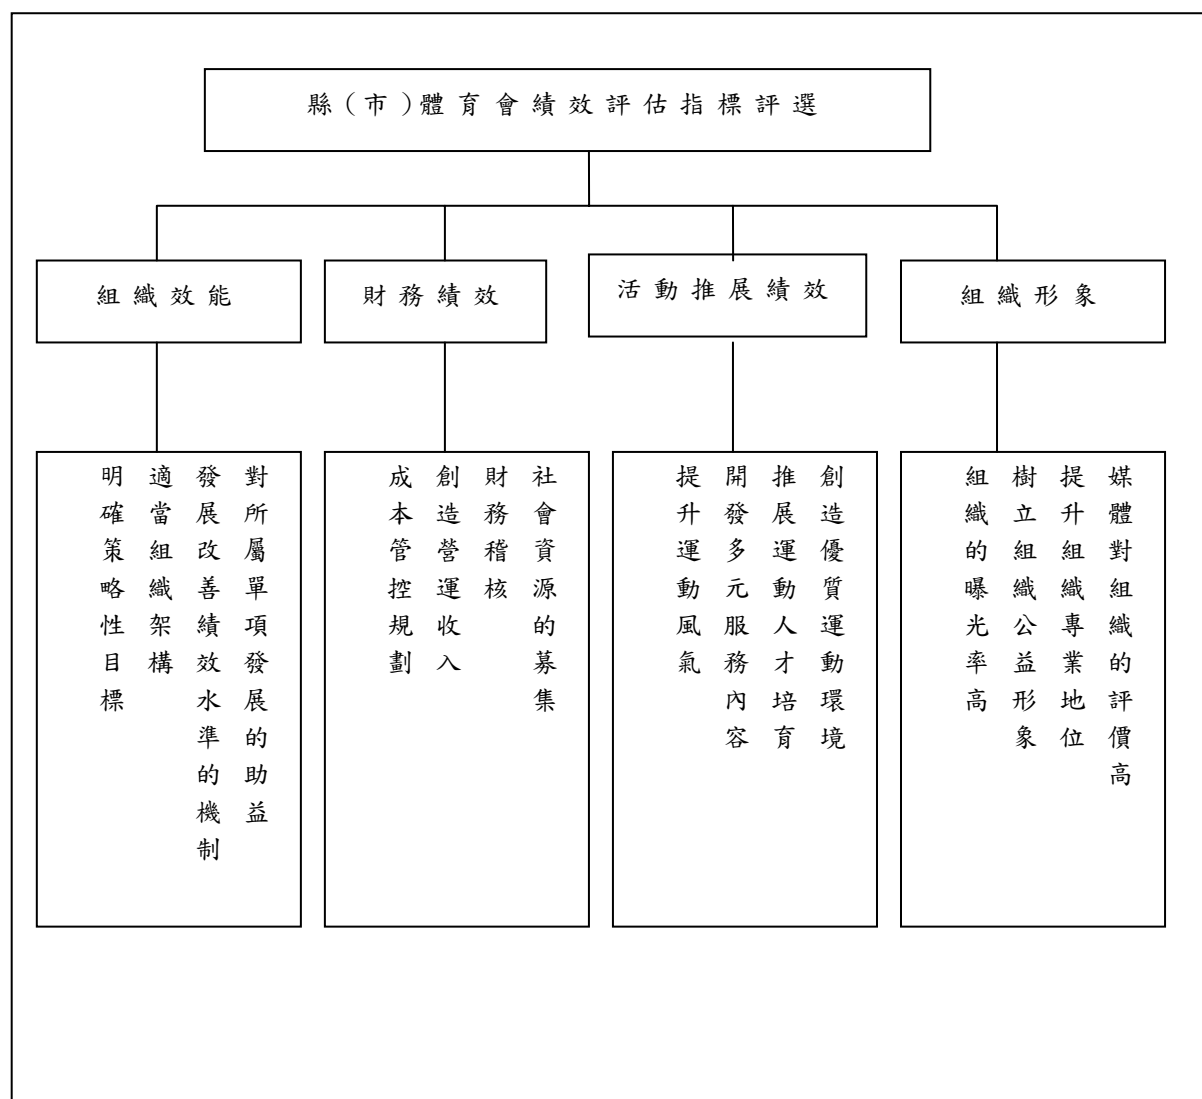 縣(市)體育會績效評估指標評選
組織效能
財務績效
活動推展績效
組織形象
對所屬單項發展的助益
發展改善績效水準的機制
適當組織架構
明確策略性目標
社會資源的募集
財務稽核
創造營運收入
成本管控規劃
創造優質運動環境
推展運動人才培育
開發多元服務內容
提升運動風氣
媒體對組織的評價高
提升組織專業地位
樹立組織公益形象
組織的曝光率高